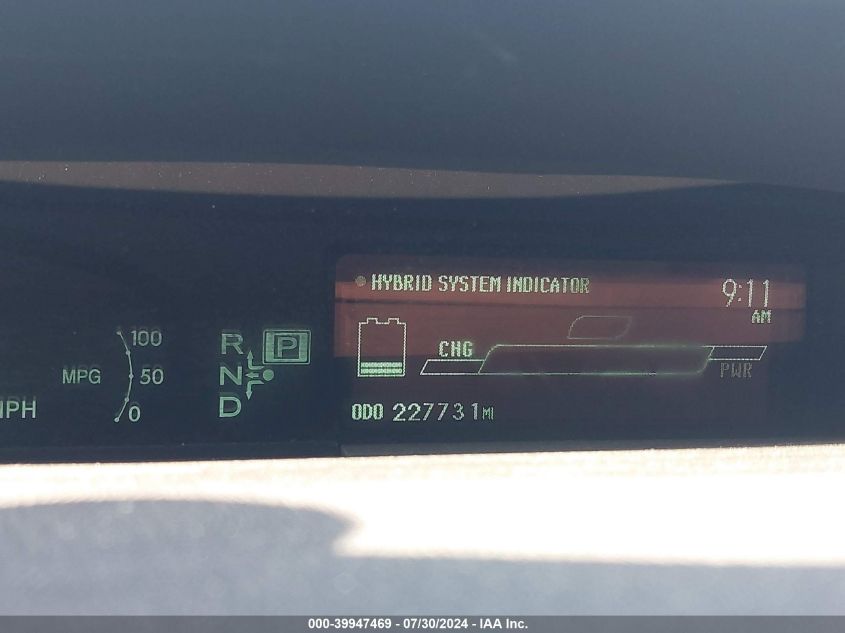 HYBRID SYSTEM INDICATOR
9:11
AM
100
MPG
50
0
MPH
R
P
N
D
CHG
PWR
ODO 227731 MI
000-39947469 - 07/30/2024 - IAA Inc.